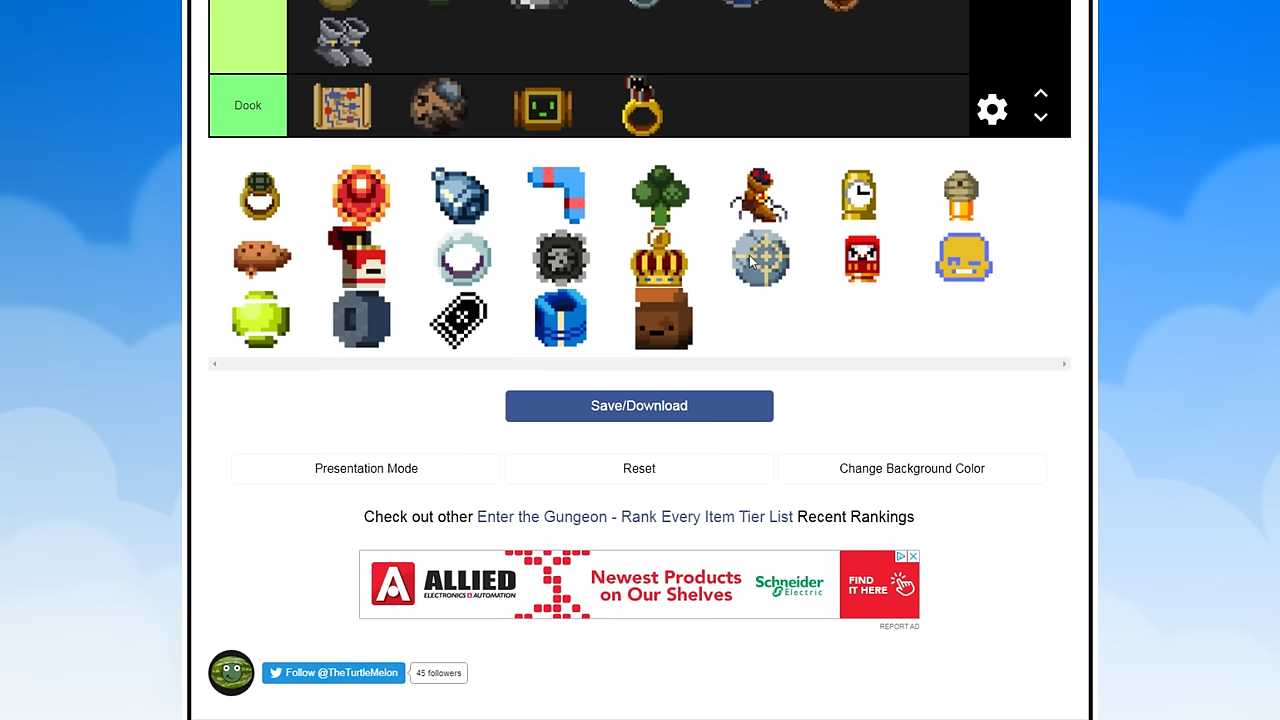 Dook
Save/Download
Presentation Mode
Reset
Change Background Color
Check out other Enter the Gungeon - Rank Every Item Tier List Recent Rankings
A ALLIED
ELECTRONICS & AUTOMATION
Newest Products
on Our Shelves
Schneider
Electric
FIND
IT HERE
REPORT AD
Follow @TheTurtleMelon
45 followers